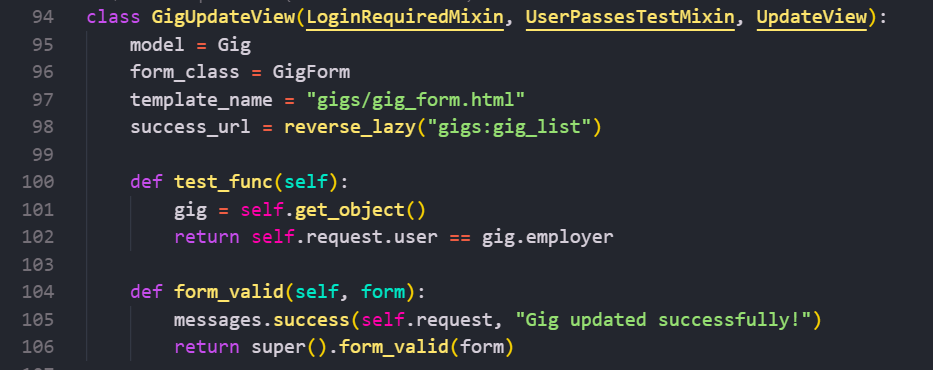 94 class GigUpdateView(LoginRequiredMixin, UserPassesTestMixin, UpdateView):
95     model = Gig
96     form_class = GigForm
97     template_name = "gigs/gig_form.html"
98     success_url = reverse_lazy("gigs:gig_list")
99
100     def test_func(self):
101         gig = self.get_object()
102         return self.request.user == gig.employer
103
104     def form_valid(self, form):
105         messages.success(self.request, "Gig updated successfully!")
106         return super().form_valid(form)